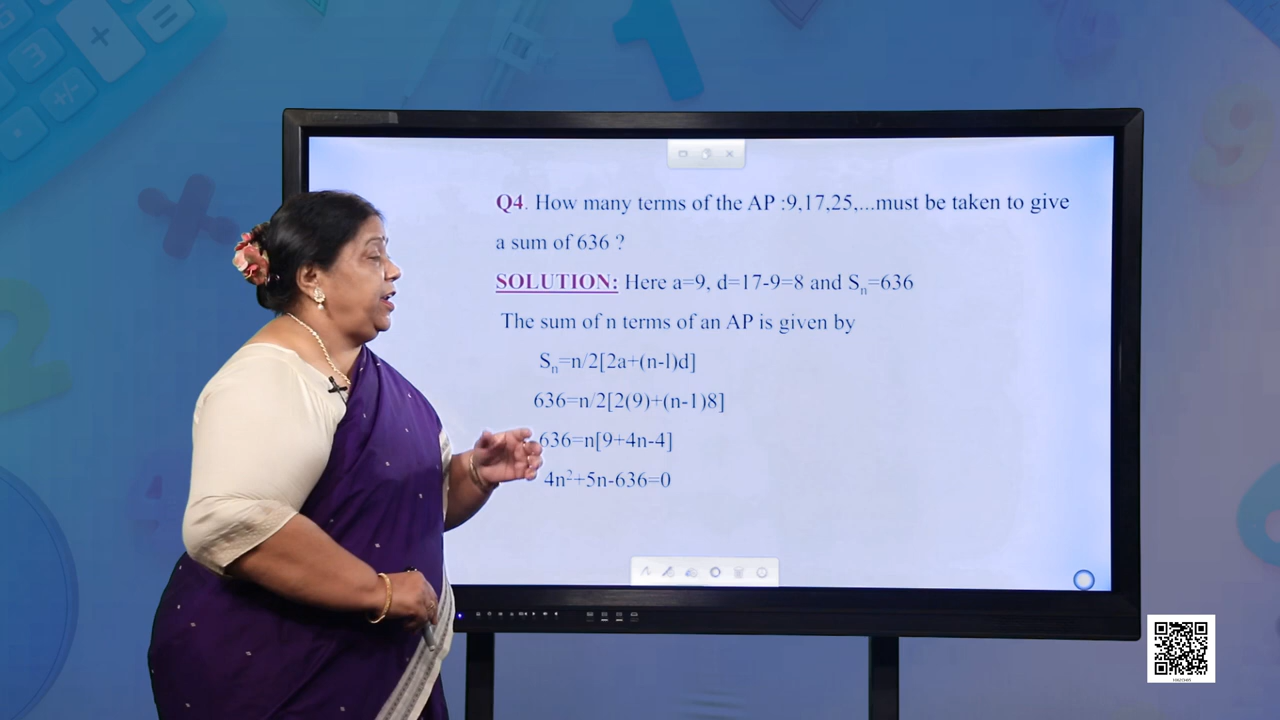 Q4. How many terms of the AP :9,17,25,...must be taken to give
a sum of 636 ?
SOLUTION: Here a=9, d=17-9=8 and Sₙ=636
The sum of n terms of an AP is given by
Sₙ=n/2[2a+(n-l)d]
636=n/2[2(9)+(n-1)8]
636=n[9+4n-4]
4n²+5n-636=0